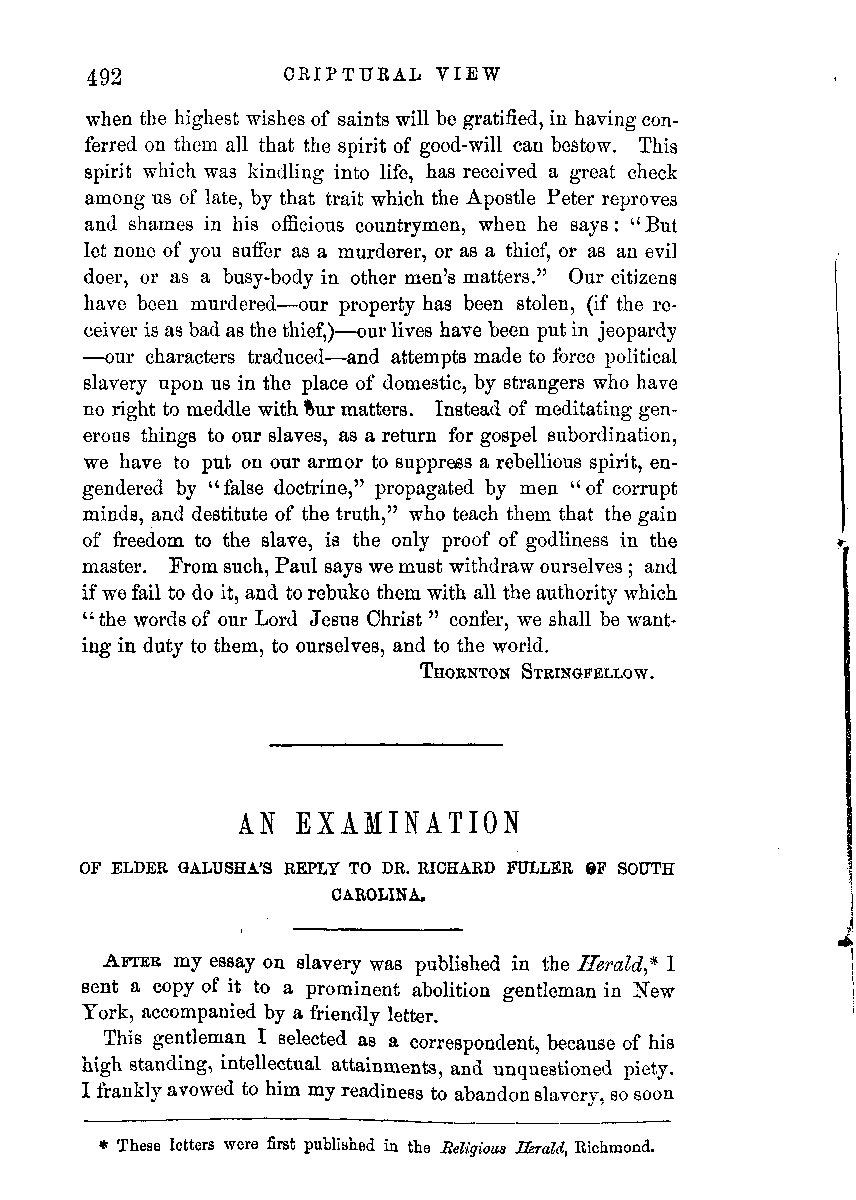 492 CRIPTURAL VIEW
when the highest wishes of saints will be gratified, in having con-
ferred on them all that the spirit of good-will can bestow. This
spirit which was kindling into life, has received a great check
among us of late, by that trait which the Apostle Peter reproves
and shames in his officious countrymen, when he says: "But
let none of you suffer as a murderer, or as a thief, or as an evil
doer, or as a busy-body in other men's matters." Our citizens
have been murdered—our property has been stolen, (if the re-
ceiver is as bad as the thief,)—our lives have been put in jeopardy
—our characters traduced—and attempts made to force political
slavery upon us in the place of domestic, by strangers who have
no right to meddle with our matters. Instead of meditating gen-
erous things to our slaves, as a return for gospel subordination,
we have to put on our armor to suppress a rebellious spirit, en-
gendered by "false doctrine," propagated by men "of corrupt
minds, and destitute of the truth," who teach them that the gain
of freedom to the slave, is the only proof of godliness in the
master. From such, Paul says we must withdraw ourselves; and
if we fail to do it, and to rebuke them with all the authority which
"the words of our Lord Jesus Christ" confer, we shall be want-
ing in duty to them, to ourselves, and to the world.
THORNTON STRINGFELLOW.
AN EXAMINATION
OF ELDER GALUSHA'S REPLY TO DR. RICHARD FULLER OF SOUTH
CAROLINA.
AFTER my essay on slavery was published in the Herald,* I
sent a copy of it to a prominent abolition gentleman in New
York, accompanied by a friendly letter.
This gentleman I selected as a correspondent, because of his
high standing, intellectual attainments, and unquestioned piety.
I frankly avowed to him my readiness to abandon slavery, so soon
* These letters were first published in the Religious Herald, Richmond.